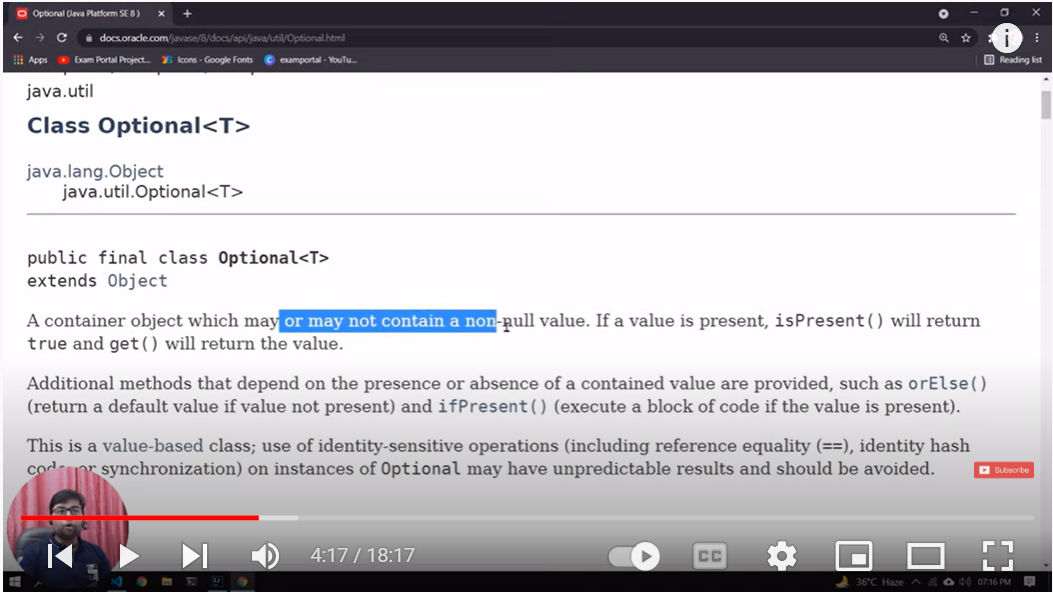 Optional (Java Platform SE 8 )
docs.oracle.com/javase/8/docs/api/java/util/Optional.html
Apps
Exam Portal Project...
Icons - Google Fonts
examportal - YouTu...
Reading list
java.util
Class Optional<T>
java.lang.Object
java.util.Optional<T>
public final class Optional<T>
extends Object
A container object which may or may not contain a non-null value. If a value is present, isPresent() will return
true and get() will return the value.
Additional methods that depend on the presence or absence of a contained value are provided, such as orElse()
(return a default value if value not present) and ifPresent() (execute a block of code if the value is present).
This is a value-based class; use of identity-sensitive operations (including reference equality (==), identity hash
code, or synchronization) on instances of Optional may have unpredictable results and should be avoided.
Subscribe
4:17 / 18:17
CC
36°C Haze
07:16 PM